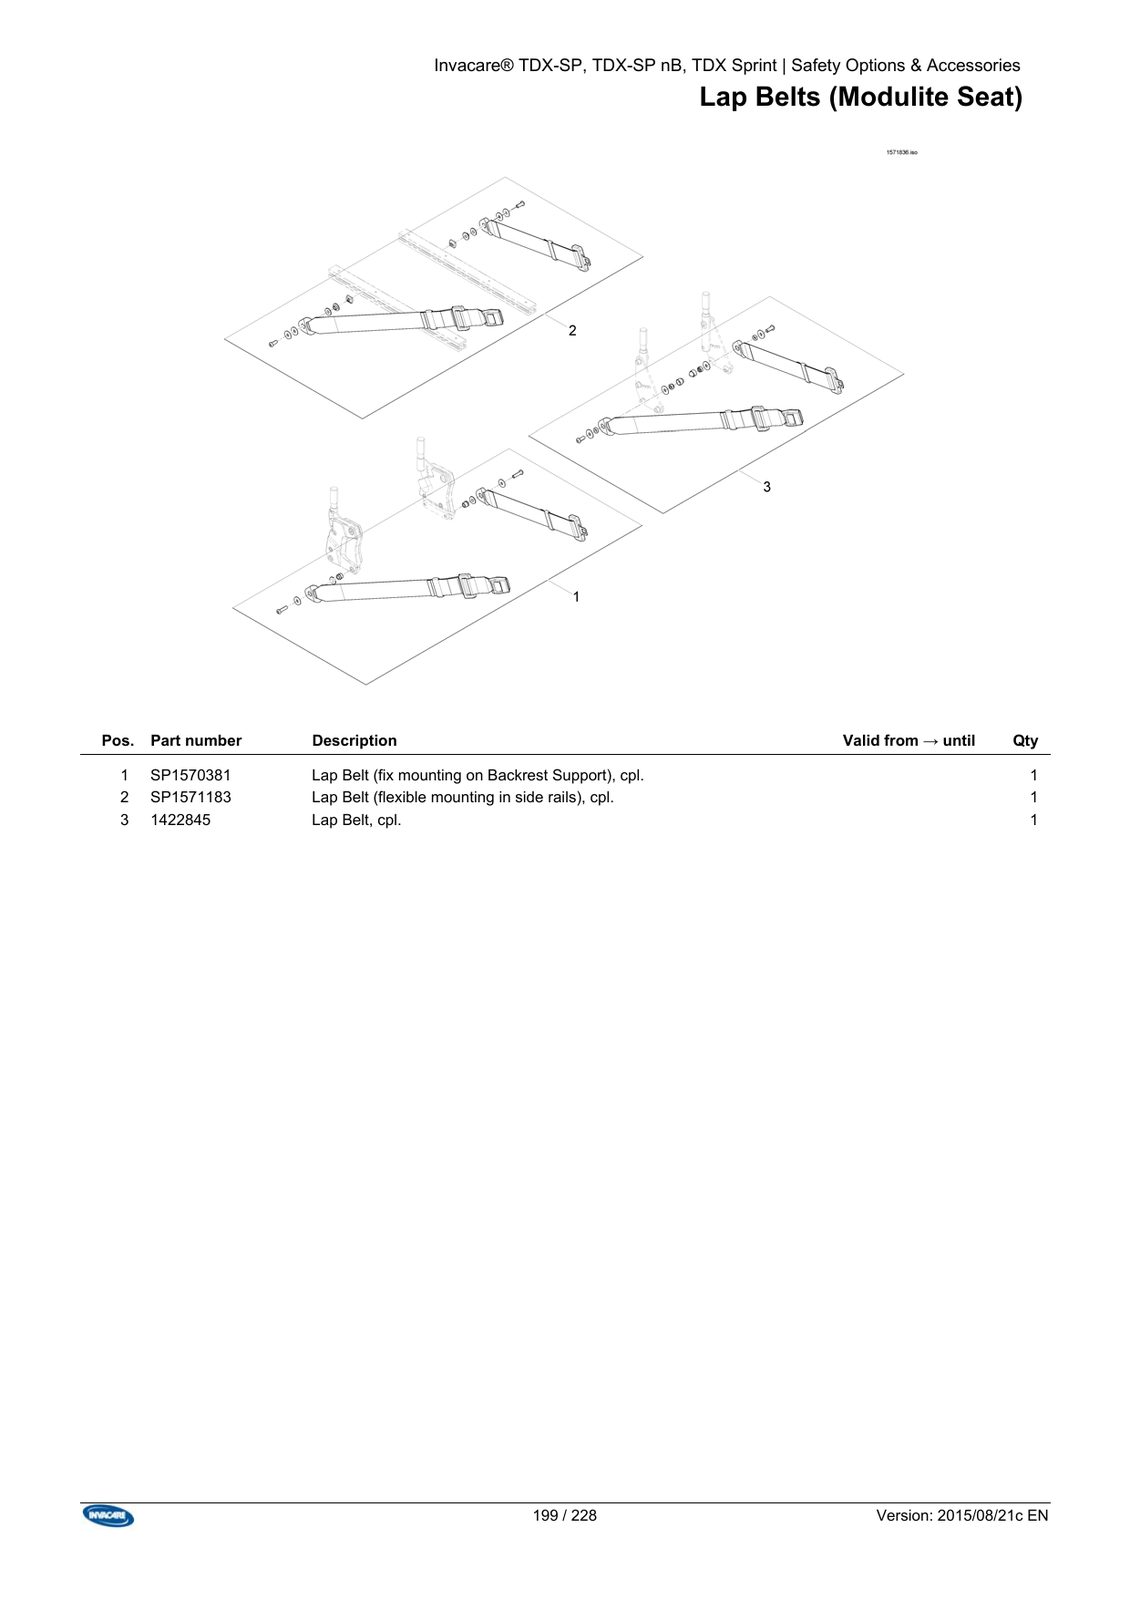 Invacare® TDX-SP, TDX-SP nB, TDX Sprint | Safety Options & Accessories
Lap Belts (Modulite Seat)
1571836.iso
2
3
1
Pos. Part number Description Valid from → until Qty
1 SP1570381 Lap Belt (fix mounting on Backrest Support), cpl. 1
2 SP1571183 Lap Belt (flexible mounting in side rails), cpl. 1
3 1422845 Lap Belt, cpl. 1
INVACARE
199 / 228
Version: 2015/08/21c EN